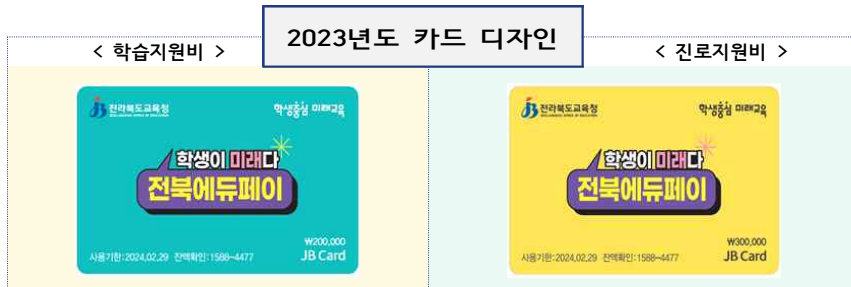 2023년도 카드 디자인
< 학습지원비 >
< 진로지원비 >
전라북도교육청
학생중심 미래교육
학생이 미래다
전북에듀페이
₩200,000
사용기한:2024.02.29 잔액확인:1588-4477
JB Card
전라북도교육청
학생중심 미래교육
학생이 미래다
전북에듀페이
₩300,000
사용기한:2024.02.29 잔액확인:1588-4477
JB Card